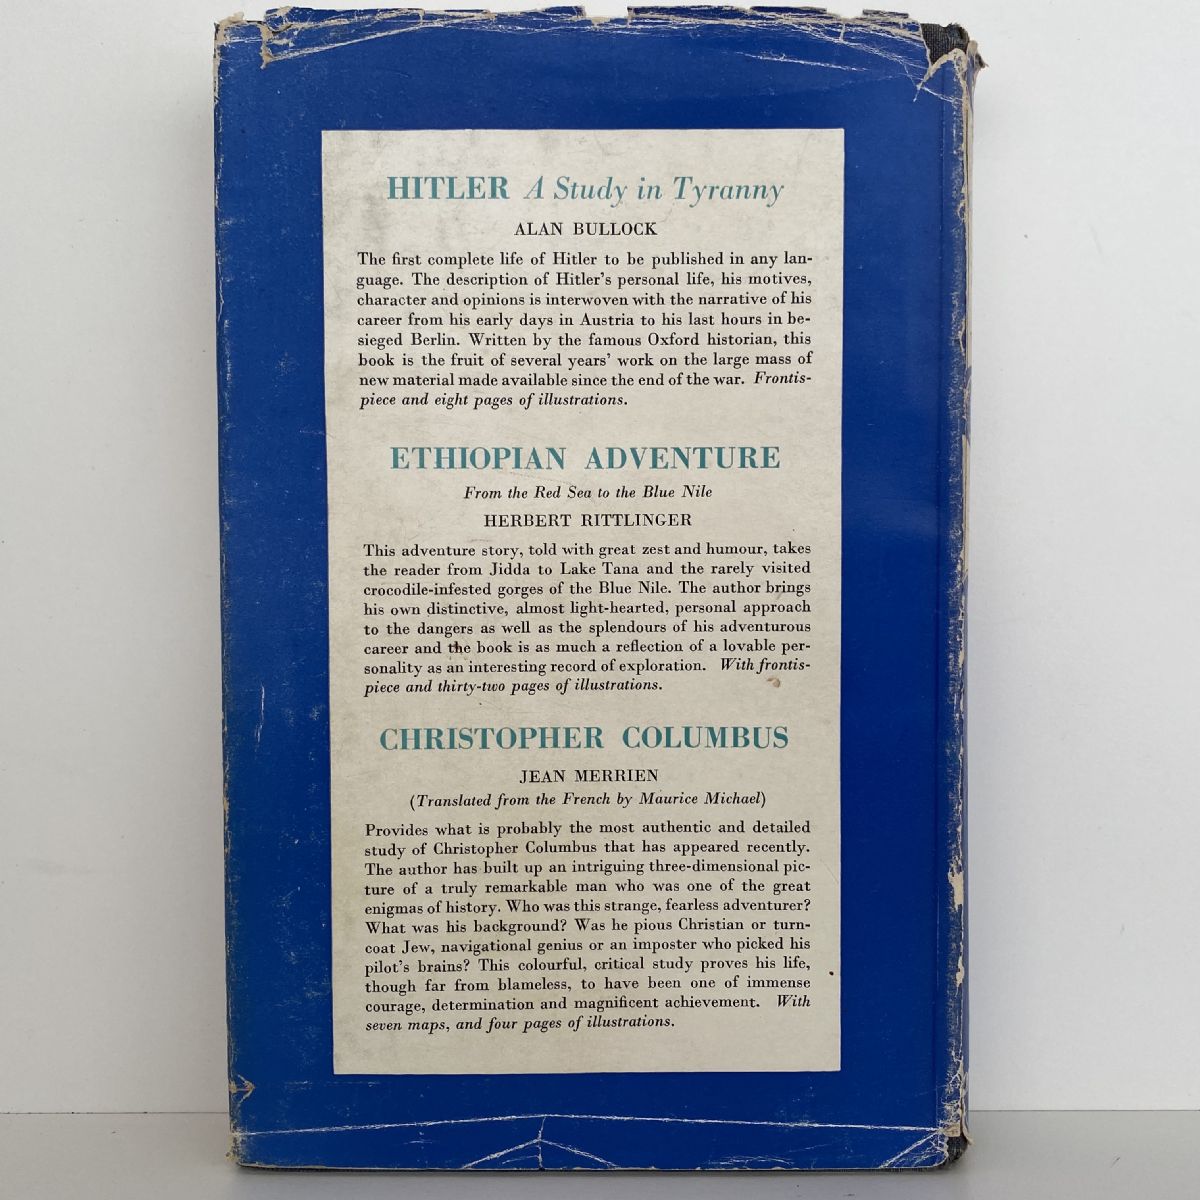 HITLER A Study in Tyranny
ALAN BULLOCK
The first complete life of Hitler to be published in any lan-
guage. The description of Hitler's personal life, his motives,
character and opinions is interwoven with the narrative of his
career from his early days in Austria to his last hours in be-
sieged Berlin. Written by the famous Oxford historian, this
book is the fruit of several years' work on the large mass of
new material made available since the end of the war. Frontis-
piece and eight pages of illustrations.
ETHIOPIAN ADVENTURE
From the Red Sea to the Blue Nile
HERBERT RITTLINGER
This adventure story, told with great zest and humour, takes
the reader from Jidda to Lake Tana and the rarely visited
crocodile-infested gorges of the Blue Nile. The author brings
his own distinctive, almost light-hearted, personal approach
to the dangers as well as the splendours of his adventurous
career and the book is as much a reflection of a lovable per-
sonality as an interesting record of exploration. With frontis-
piece and thirty-two pages of illustrations.
CHRISTOPHER COLUMBUS
JEAN MERRIEN
(Translated from the French by Maurice Michael)
Provides what is probably the most authentic and detailed
study of Christopher Columbus that has appeared recently.
The author has built up an intriguing three-dimensional pic-
ture of a truly remarkable man who was one of the great
enigmas of history. Who was this strange, fearless adventurer?
What was his background? Was he pious Christian or turn-
coat Jew, navigational genius or an imposter who picked his
pilot's brains? This colourful, critical study proves his life,
though far from blameless, to have been one of immense
courage, determination and magnificent achievement. With
seven maps, and four pages of illustrations.